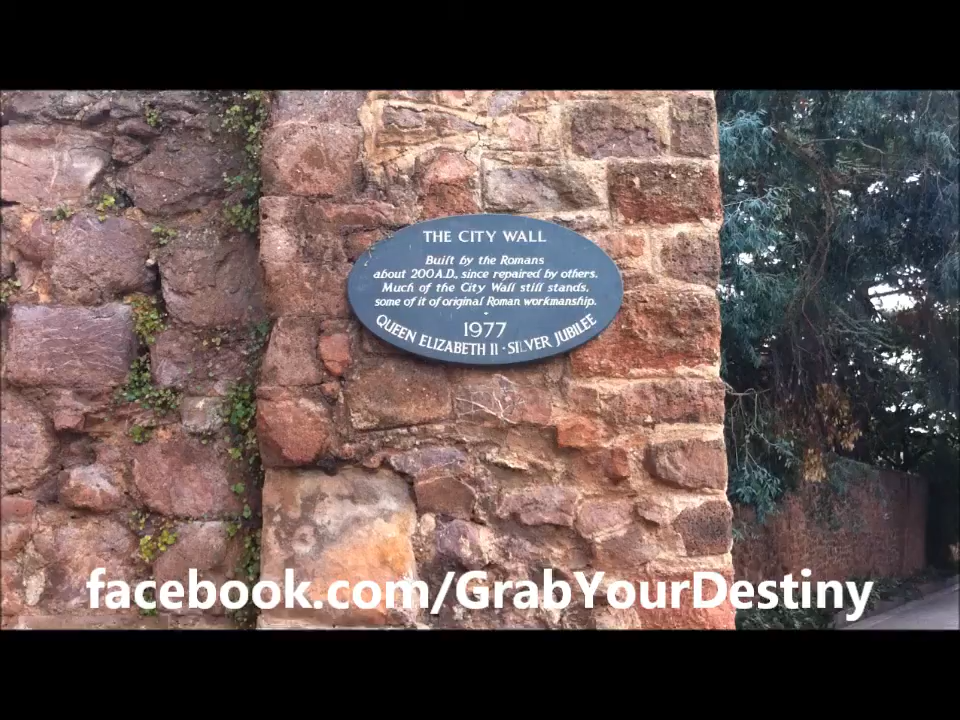 THE CITY WALL
Built by the Romans
about 200 A.D., since repaired by others.
Much of the City Wall still stands,
some of it of original Roman workmanship.
1977
QUEEN ELIZABETH II · SILVER JUBILEE
facebook.com/GrabYourDestiny